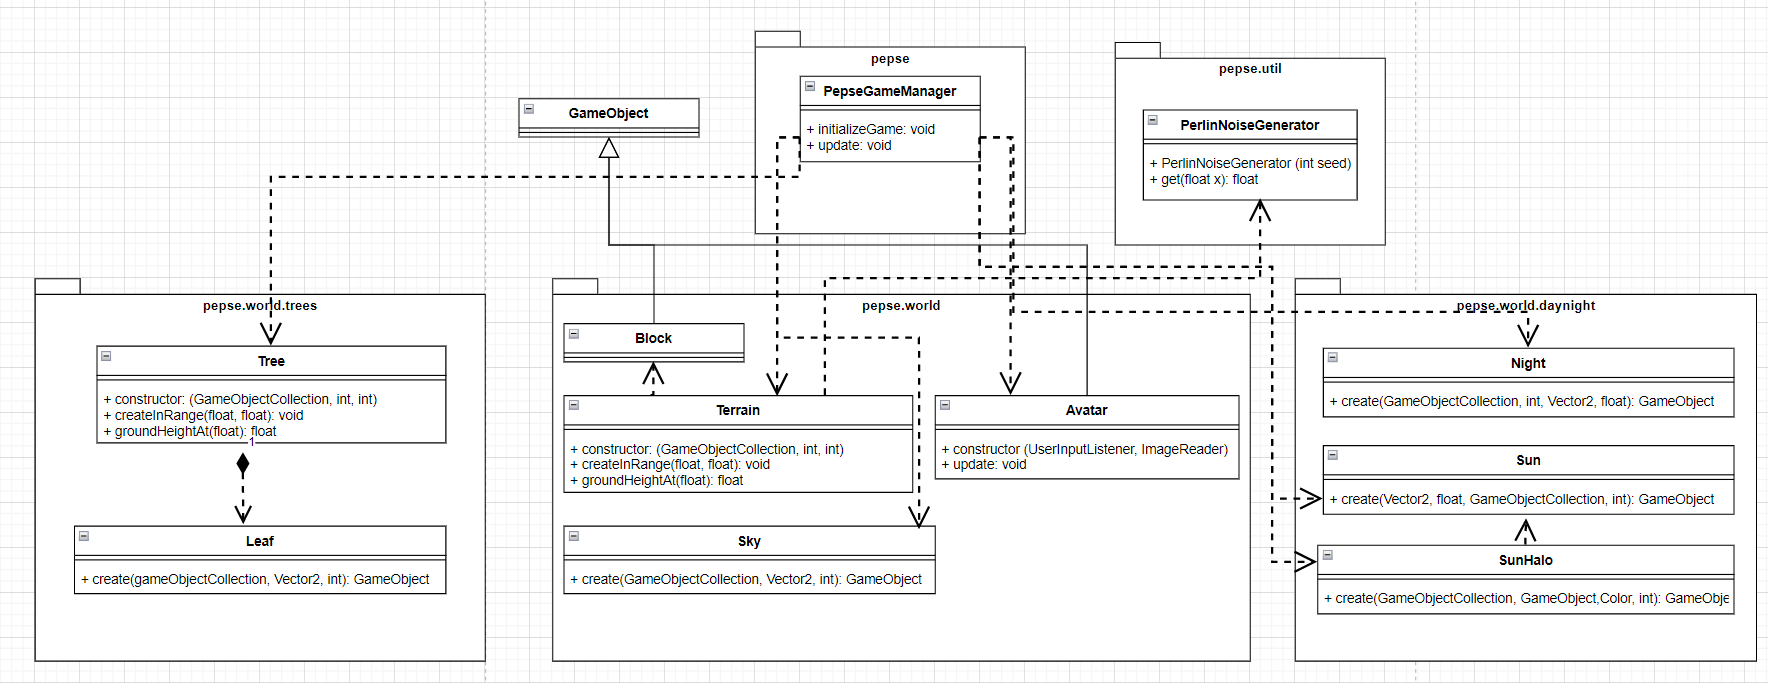 pepse
PepseGameManager
+ initializeGame: void
+ update: void
pepse.util
PerlinNoiseGenerator
+ PerlinNoiseGenerator (int seed)
+ get(float x): float
GameObject
pepse.world.trees
Tree
+ constructor: (GameObjectCollection, int, int)
+ createInRange(float, float): void
+ groundHeightAt(float): float
1
Leaf
+ create(gameObjectCollection, Vector2, int): GameObject
pepse.world
Block
Terrain
+ constructor: (GameObjectCollection, int, int)
+ createInRange(float, float): void
+ groundHeightAt(float): float
Avatar
+ constructor (UserInputListener, ImageReader)
+ update: void
Sky
+ create(GameObjectCollection, Vector2, int): GameObject
pepse.world.daynight
Night
+ create(GameObjectCollection, int, Vector2, float): GameObject
Sun
+ create(Vector2, float, GameObjectCollection, int): GameObject
SunHalo
+ create(GameObjectCollection, GameObject,Color, int): GameObje